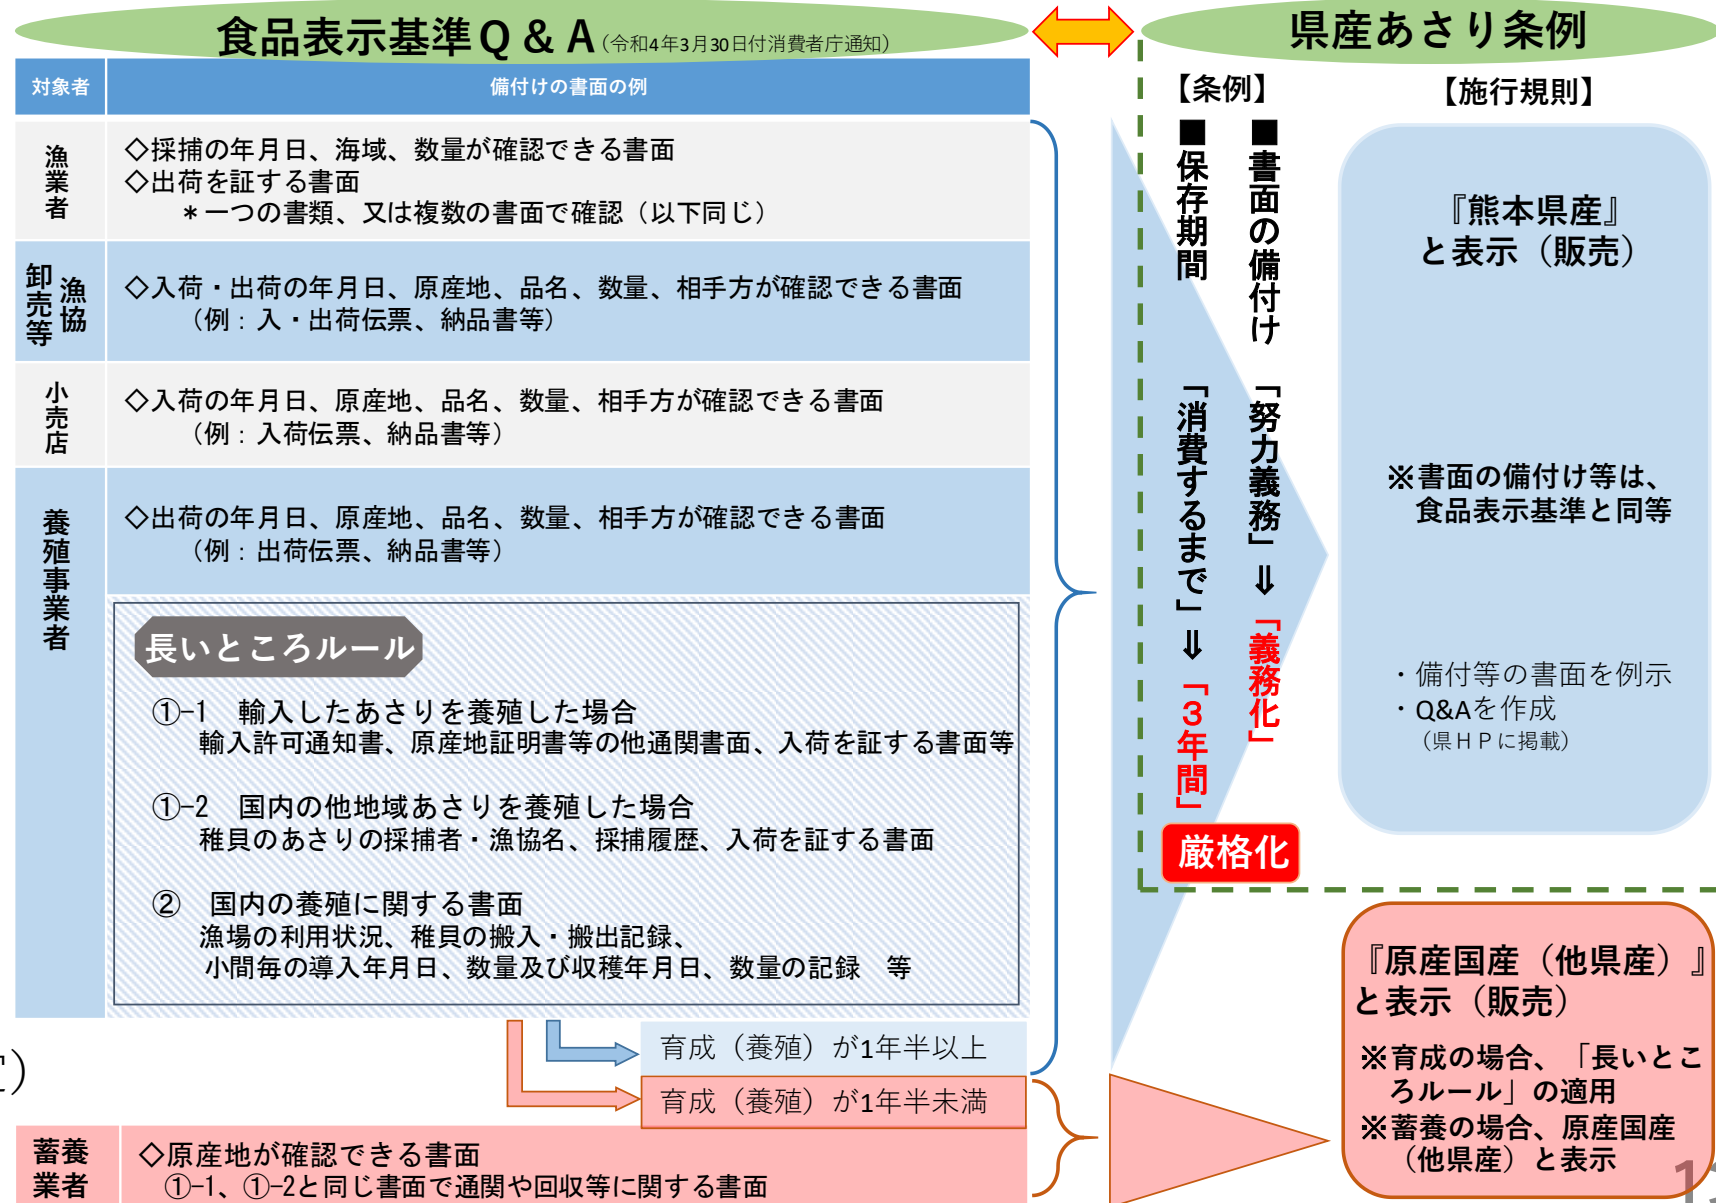 食品表示基準Q&A(令和4年3月30日付消費者庁通知)
対象者
備付けの書面の例
漁業者
◇採捕の年月日、海域、数量が確認できる書面
◇出荷を証する書面
＊一つの書類、又は複数の書面で確認（以下同じ）
漁協
卸売等
◇入荷・出荷の年月日、原産地、品名、数量、相手方が確認できる書面
（例：入・出荷伝票、納品書等）
小売店
◇入荷の年月日、原産地、品名、数量、相手方が確認できる書面
（例：入荷伝票、納品書等）
養殖事業者
◇出荷の年月日、原産地、品名、数量、相手方が確認できる書面
（例：出荷伝票、納品書等）
長いところルール
①-1　輸入したあさりを養殖した場合
輸入許可通知書、原産地証明書等の他通関書面、入荷を証する書面等
①-2　国内の他地域あさりを養殖した場合
稚貝のあさりの採捕者・漁協名、採捕履歴、入荷を証する書面
②　国内の養殖に関する書面
漁場の利用状況、稚貝の搬入・搬出記録、
小間毎の導入年月日、数量及び収穫年月日、数量の記録　等
育成（養殖）が1年半以上
育成（養殖）が1年半未満
）
蓄養
業者
◇原産地が確認できる書面
①-1、①-2と同じ書面で通関や回収等に関する書面
県産あさり条例
【条例】
■書面の備付け　「努力義務」⇒「義務化」
■保存期間　「消費するまで」⇒「３年間」
厳格化
【施行規則】
『熊本県産』
と表示（販売）
※書面の備付け等は、
食品表示基準と同等
・備付等の書面を例示
・Q&Aを作成
（県ＨＰに掲載）
『原産国産（他県産）』
と表示（販売）
※育成の場合、「長いとこ
ろルール」の適用
※蓄養の場合、原産国産
（他県産）と表示